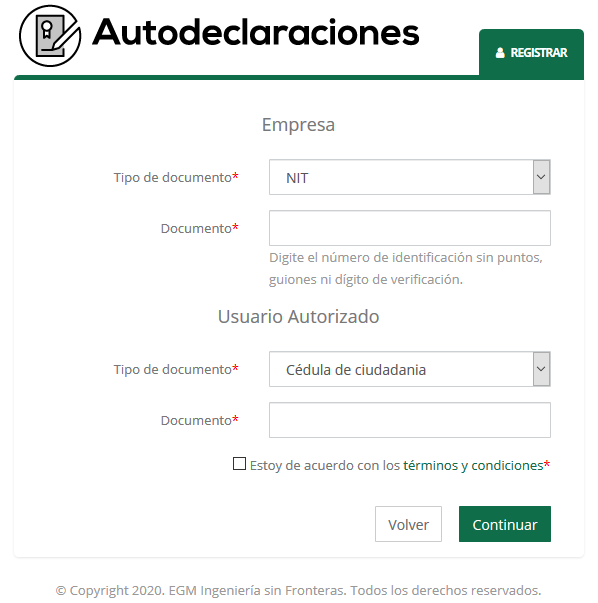 Autodeclaraciones
REGISTRAR
Empresa
Tipo de documento*
NIT
Documento*
Digite el número de identificación sin puntos,
guiones ni dígito de verificación.
Usuario Autorizado
Tipo de documento*
Cédula de ciudadania
Documento*
Estoy de acuerdo con los términos y condiciones*
Volver
Continuar
© Copyright 2020. EGM Ingeniería sin Fronteras. Todos los derechos reservados.